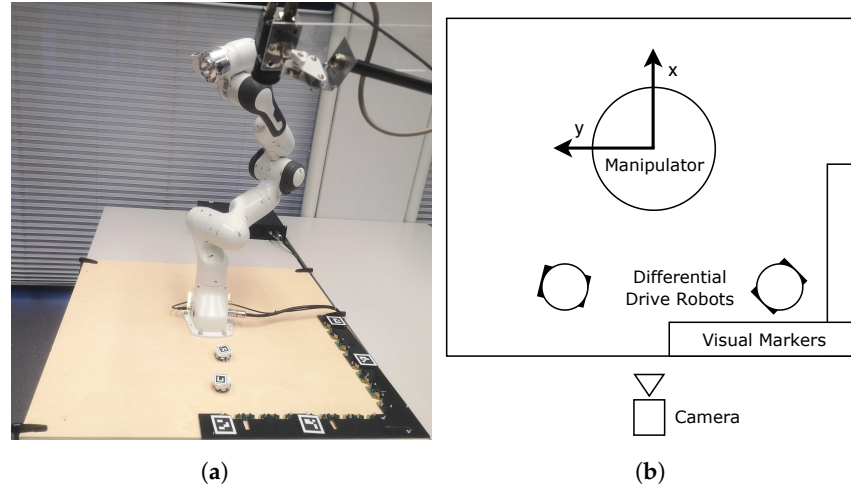 x
y
Manipulator
Differential
Drive Robots
Visual Markers
Camera
(a)
(b)